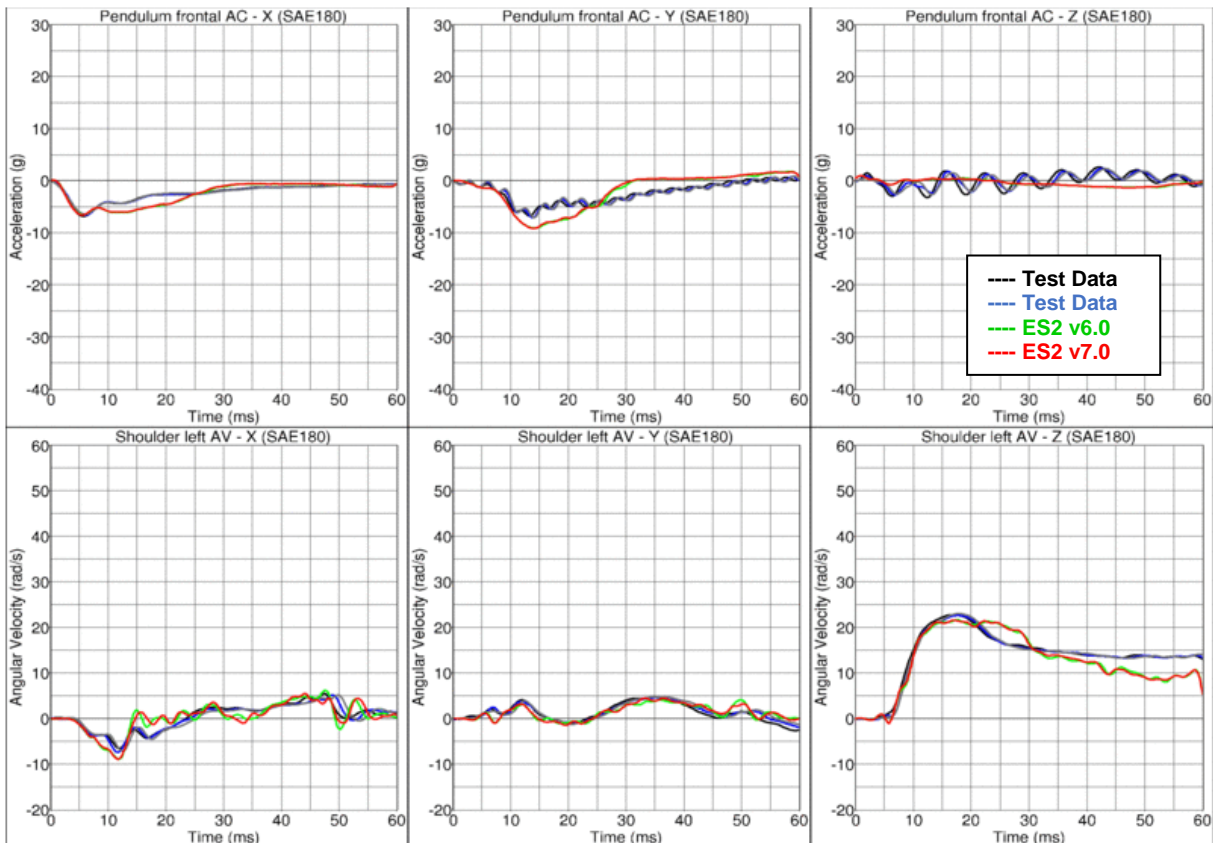 Pendulum frontal AC - X (SAE180)
30
20
10
0
-10
-20
-30
-40
Acceleration (g)
0 10 20 30 40 50 60
Time (ms)
Pendulum frontal AC - Y (SAE180)
30
20
10
0
-10
-20
-30
-40
Acceleration (g)
0 10 20 30 40 50 60
Time (ms)
Pendulum frontal AC - Z (SAE180)
30
20
10
0
-10
-20
-30
-40
Acceleration (g)
0 10 20 30 40 50 60
Time (ms)
---- Test Data
---- Test Data
---- ES2 v6.0
---- ES2 v7.0
Shoulder left AV - X (SAE180)
60
50
40
30
20
10
0
-10
-20
Angular Velocity (rad/s)
0 10 20 30 40 50 60
Time (ms)
Shoulder left AV - Y (SAE180)
60
50
40
30
20
10
0
-10
-20
Angular Velocity (rad/s)
0 10 20 30 40 50 60
Time (ms)
Shoulder left AV - Z (SAE180)
60
50
40
30
20
10
0
-10
-20
Angular Velocity (rad/s)
0 10 20 30 40 50 60
Time (ms)